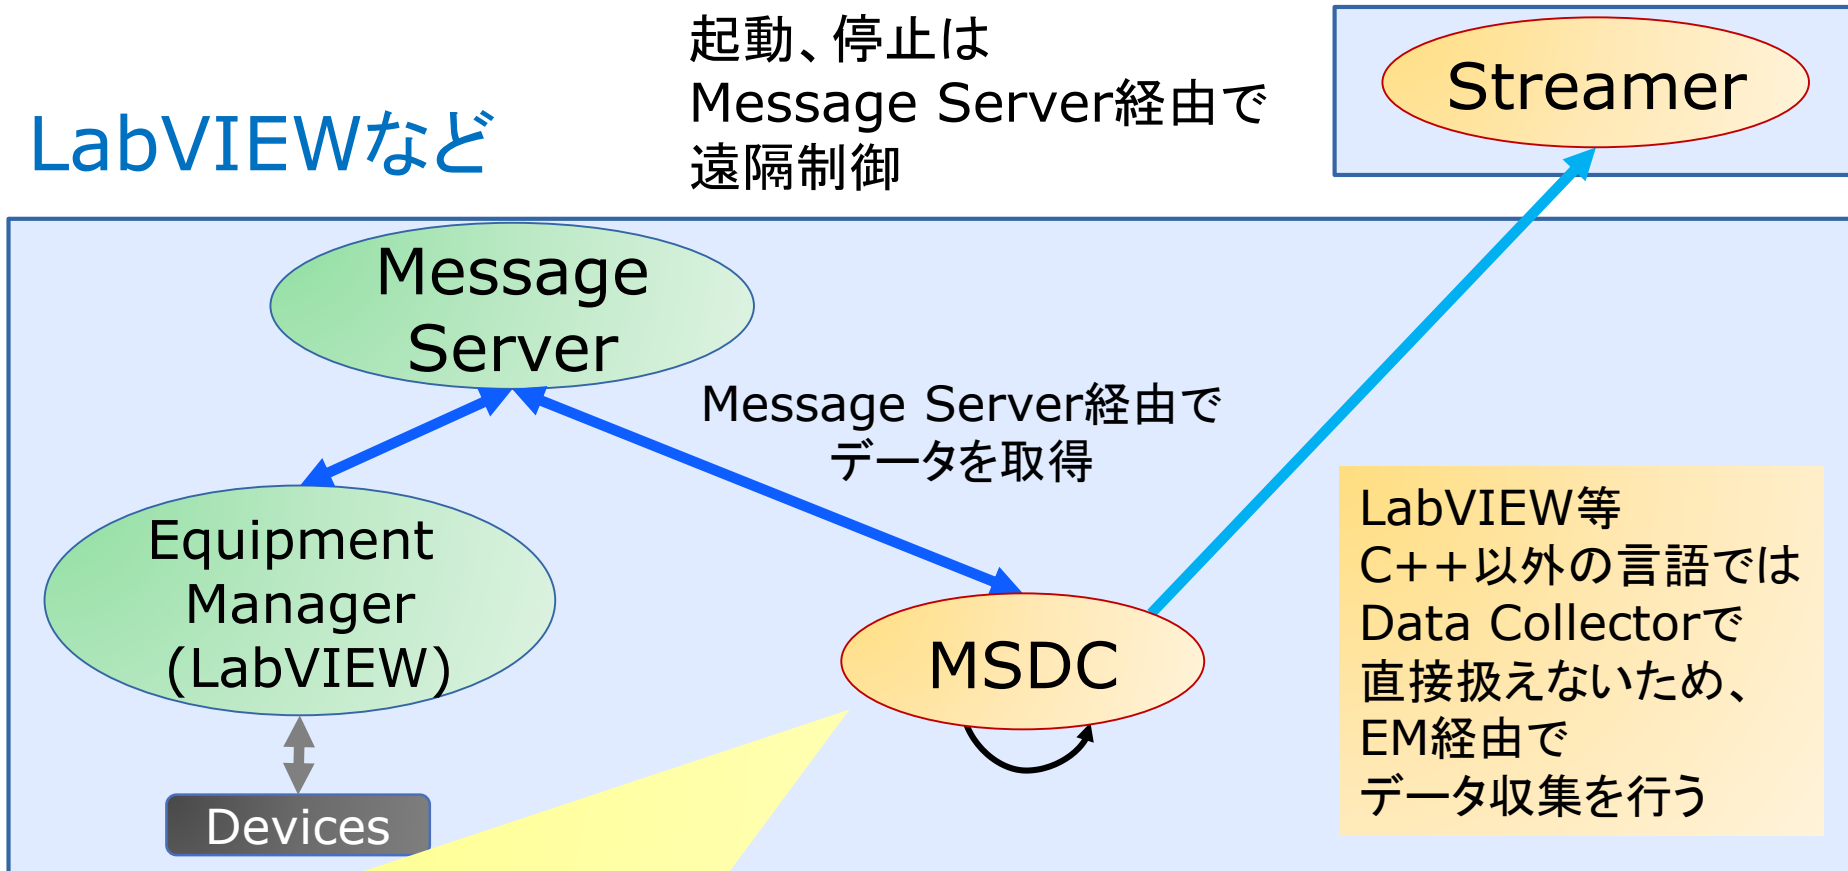 LabVIEWなど
起動、停止は
Message Server経由で
遠隔制御
Streamer
Message
Server
Message Server経由で
データを取得
Equipment
Manager
(LabVIEW)
MSDC
Devices
LabVIEW等
C++以外の言語では
Data Collectorで
直接扱えないため、
EM経由で
データ収集を行う